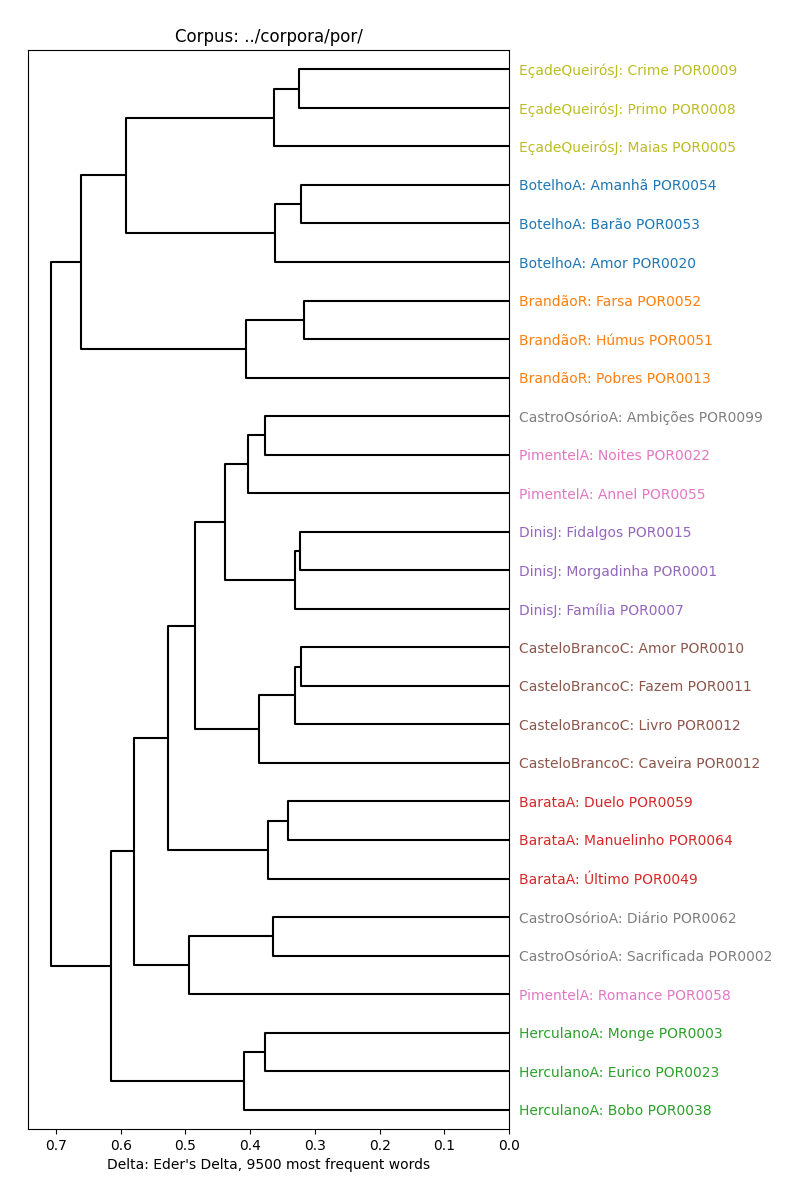 Corpus: ../corpora/por/
EçadeQueirósJ: Crime POR0009
EçadeQueirósJ: Primo POR0008
EçadeQueirósJ: Maias POR0005
BotelhoA: Amanhã POR0054
BotelhoA: Barão POR0053
BotelhoA: Amor POR0020
BrandãoR: Farsa POR0052
BrandãoR: Húmus POR0051
BrandãoR: Pobres POR0013
CastroOsórioA: Ambições POR0099
PimentelA: Noites POR0022
PimentelA: Annel POR0055
DinisJ: Fidalgos POR0015
DinisJ: Morgadinha POR0001
DinisJ: Família POR0007
CasteloBrancoC: Amor POR0010
CasteloBrancoC: Fazem POR0011
CasteloBrancoC: Livro POR0012
CasteloBrancoC: Caveira POR0012
BarataA: Duelo POR0059
BarataA: Manuelinho POR0064
BarataA: Último POR0049
CastroOsórioA: Diário POR0062
CastroOsórioA: Sacrificada POR0002
PimentelA: Romance POR0058
HerculanoA: Monge POR0003
HerculanoA: Eurico POR0023
HerculanoA: Bobo POR0038
0.7 0.6 0.5 0.4 0.3 0.2 0.1 0.0
Delta: Eder's Delta, 9500 most frequent words